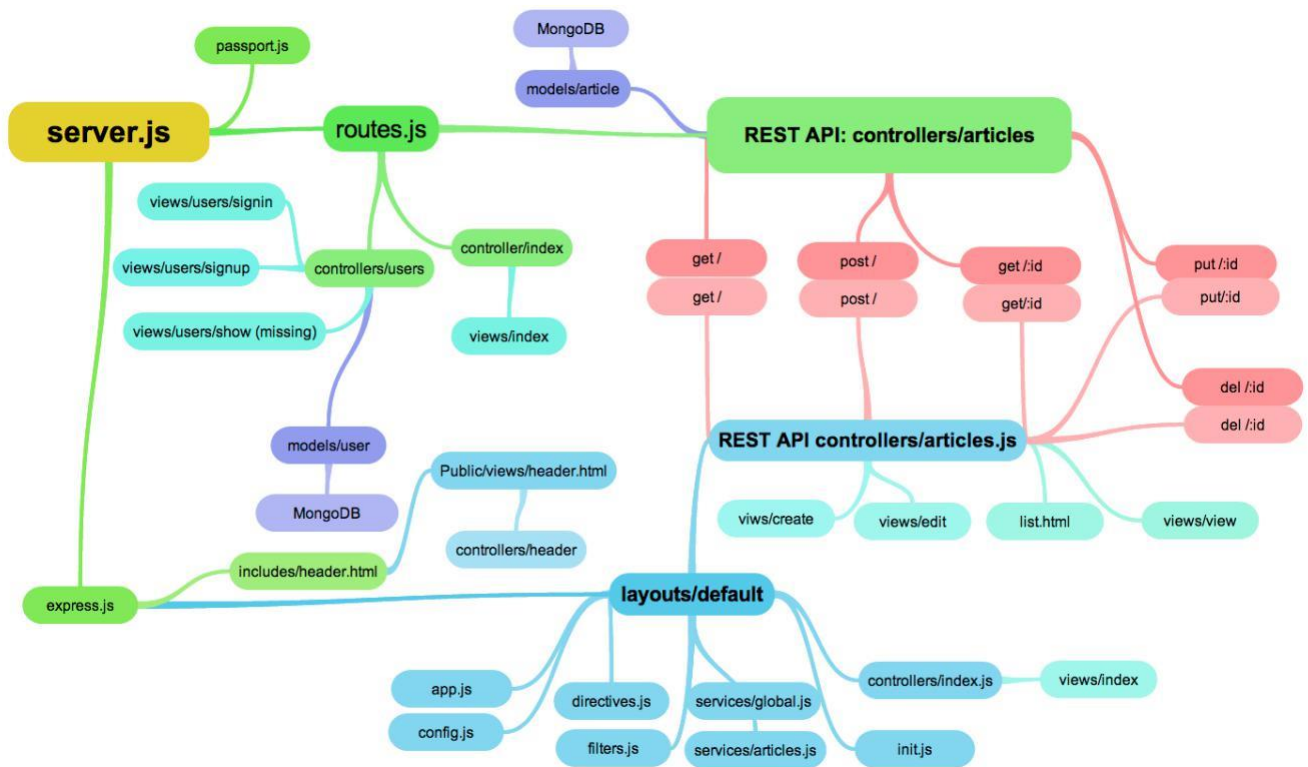 MongoDB
passport.js
models/article
server.js
routes.js
REST API: controllers/articles
views/users/signin
controller/index
views/users/signup
controllers/users
get /
post /
get /:id
put /:id
get /
post /
get/:id
put/:id
views/users/show (missing)
views/index
del /:id
del /:id
models/user
REST API controllers/articles.js
Public/views/header.html
MongoDB
viws/create
views/edit
list.html
views/view
controllers/header
includes/header.html
express.js
layouts/default
app.js
directives.js
services/global.js
controllers/index.js
views/index
config.js
filters.js
services/articles.js
init.js